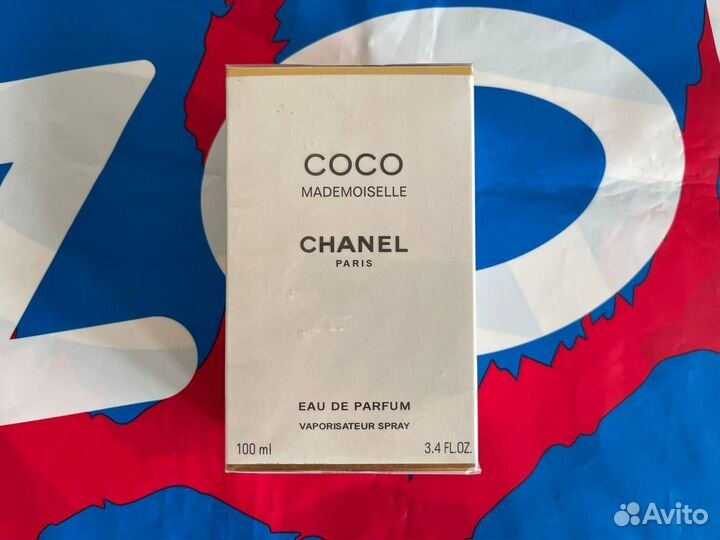 COCO
MADEMOISELLE
CHANEL
PARIS
EAU DE PARFUM
VAPORISATEUR SPRAY
100 ml 3.4 FL.OZ.
Avito